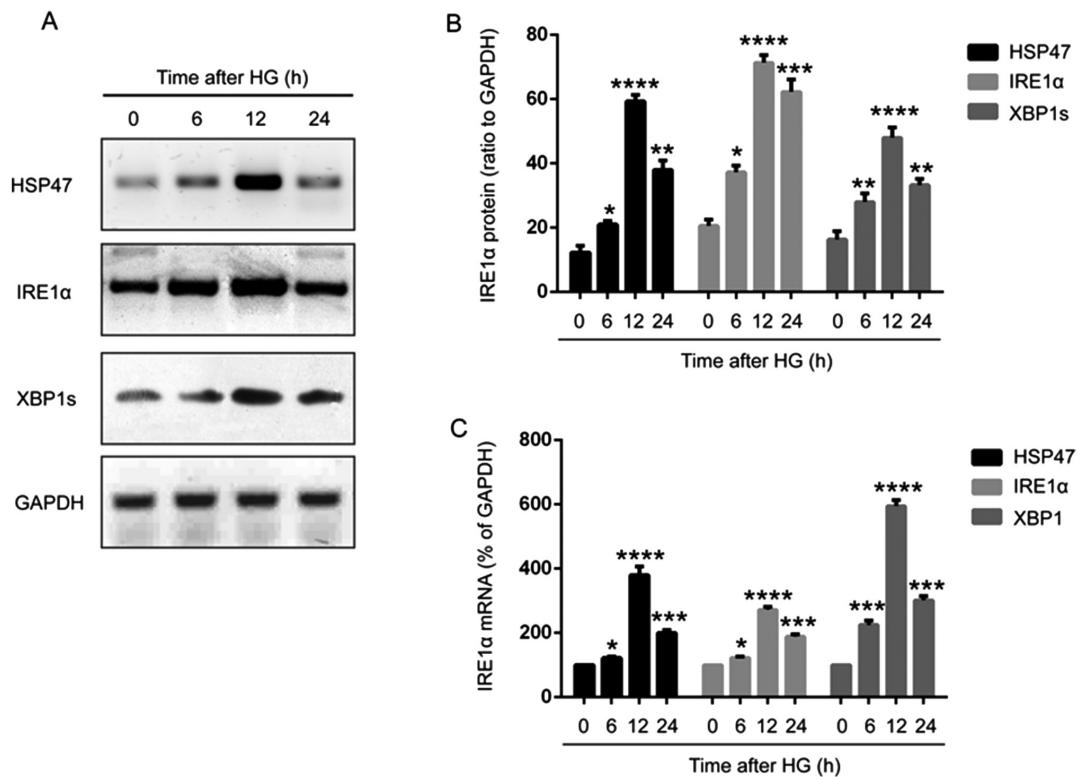 A
Time after HG (h)
0 6 12 24
HSP47
IRE1α
XBP1s
GAPDH
B
IRE1α protein (ratio to GAPDH)
80
60
40
20
0
* **** **
* **** ***
** **** **
0 6 12 24 0 6 12 24 0 6 12 24
Time after HG (h)
HSP47
IRE1α
XBP1s
C
IRE1α mRNA (% of GAPDH)
800
600
400
200
0
* **** ***
* **** ***
*** **** ***
0 6 12 24 0 6 12 24 0 6 12 24
Time after HG (h)
HSP47
IRE1α
XBP1